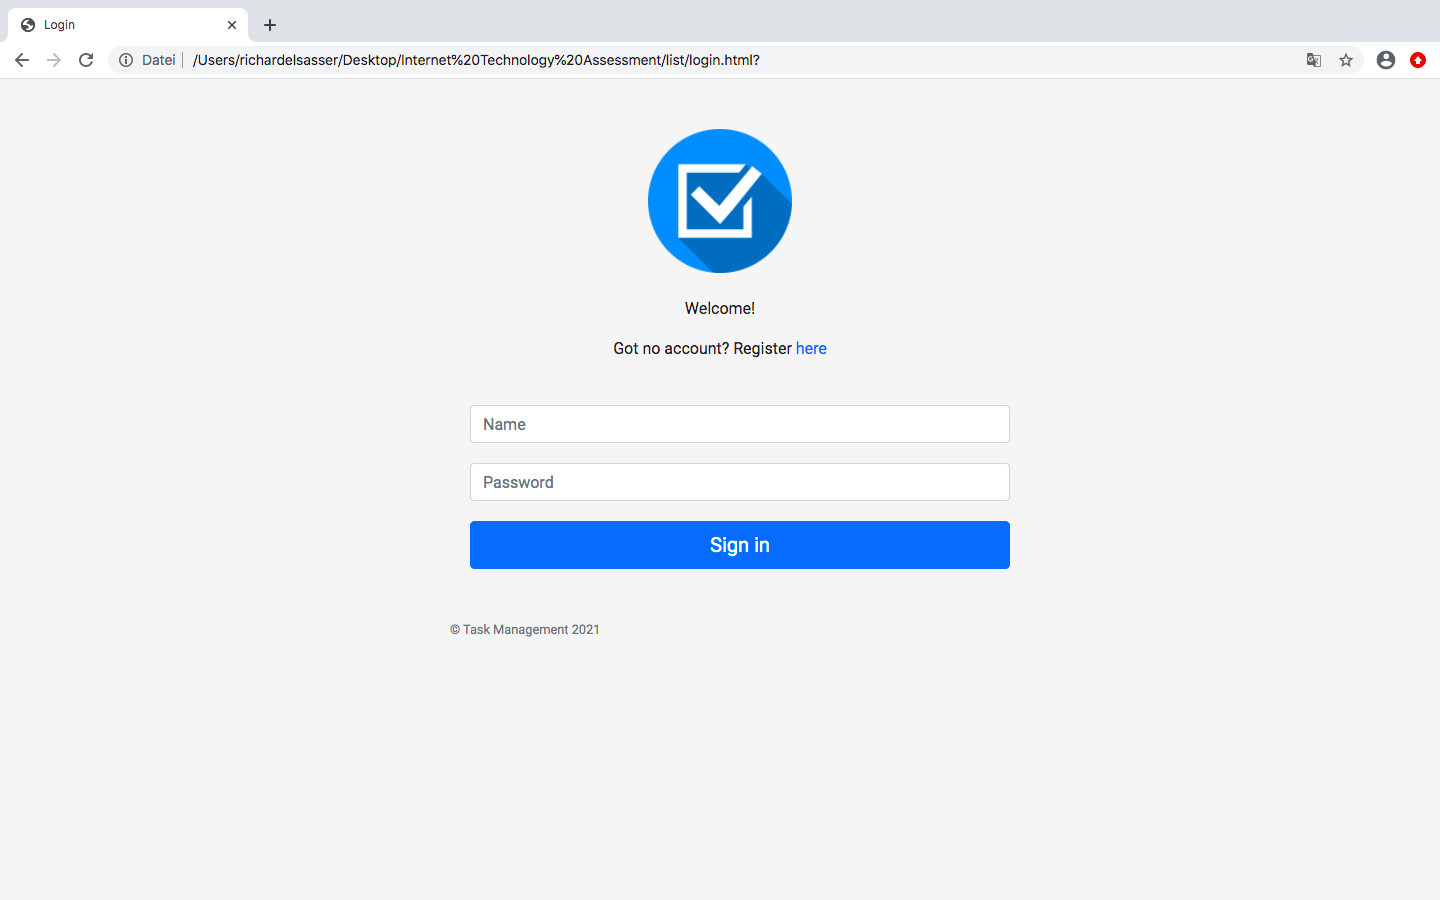 Login
Datei /Users/richardelsasser/Desktop/Internet%20Technology%20Assessment/list/login.html?
Welcome!
Got no account? Register here
Name
Password
Sign in
© Task Management 2021